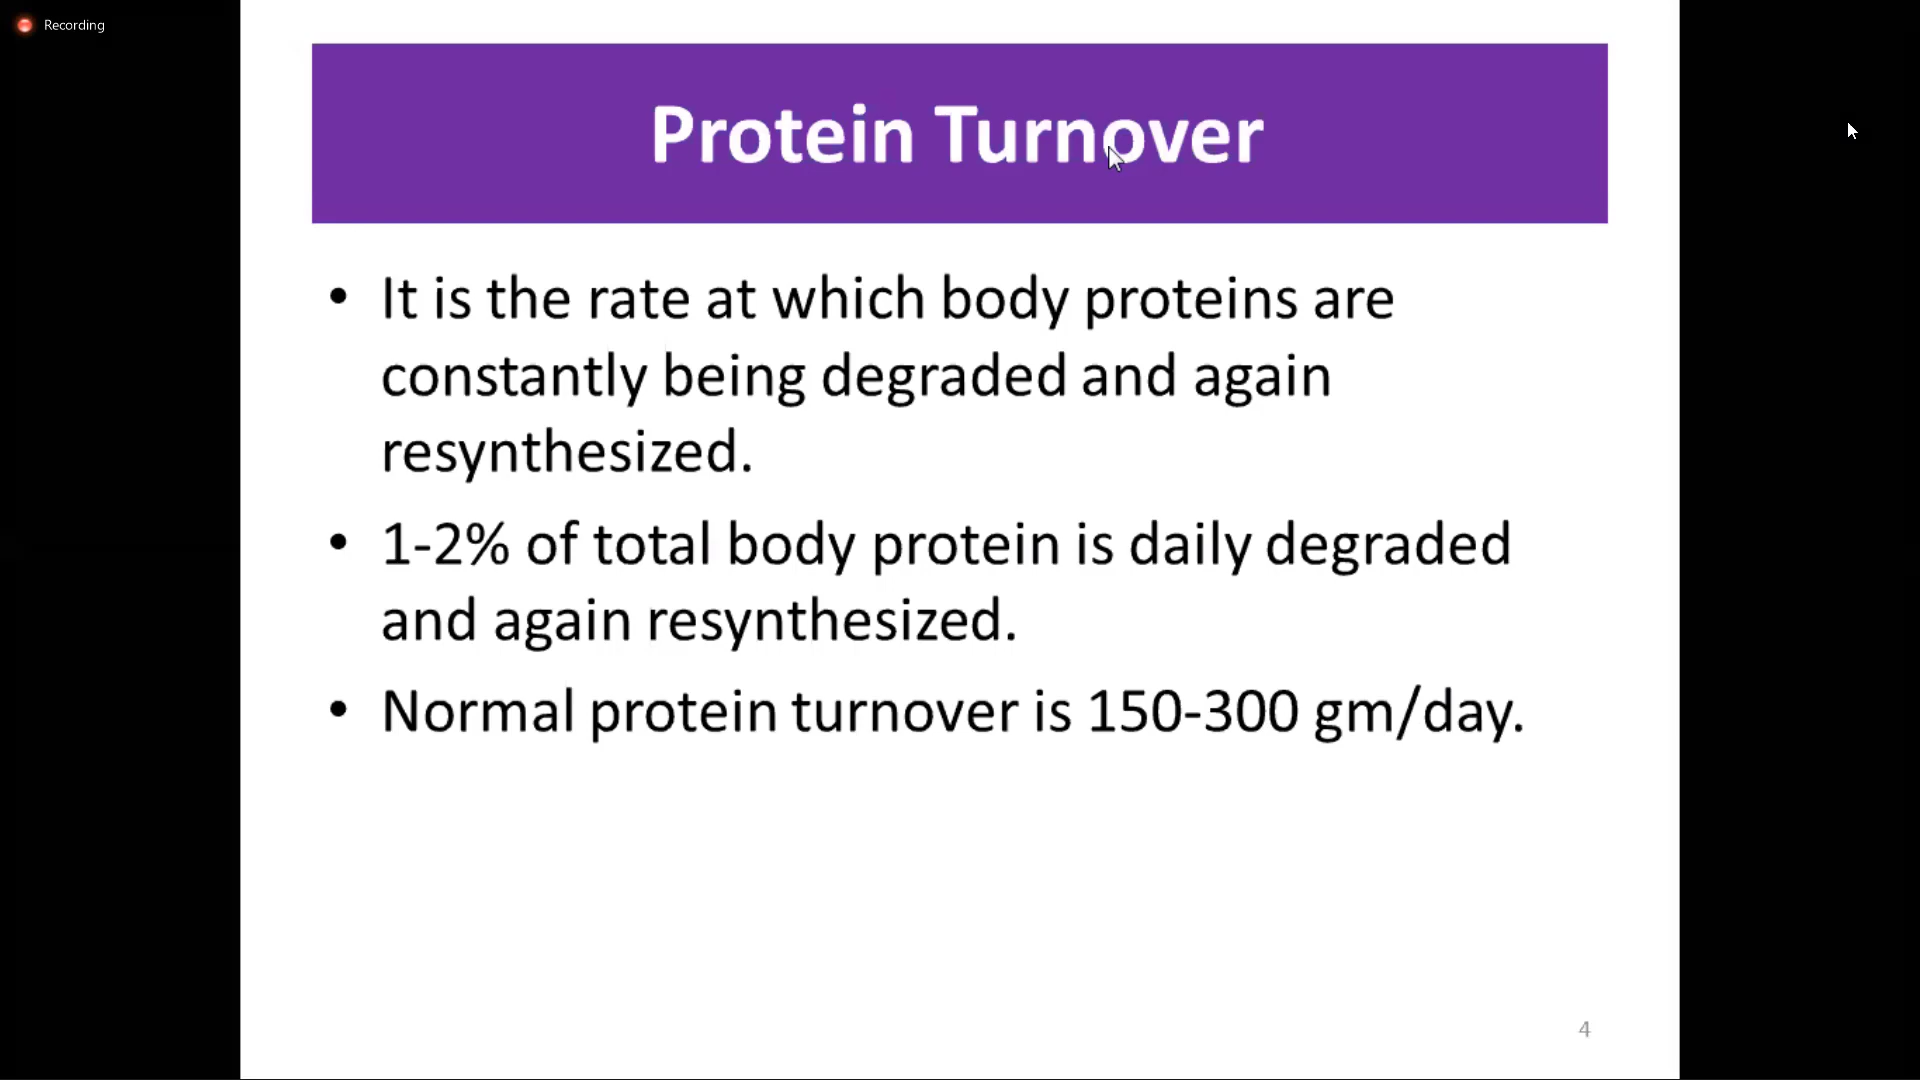 Recording
Protein Turnover
• It is the rate at which body proteins are
constantly being degraded and again
resynthesized.
• 1-2% of total body protein is daily degraded
and again resynthesized.
• Normal protein turnover is 150-300 gm/day.
4